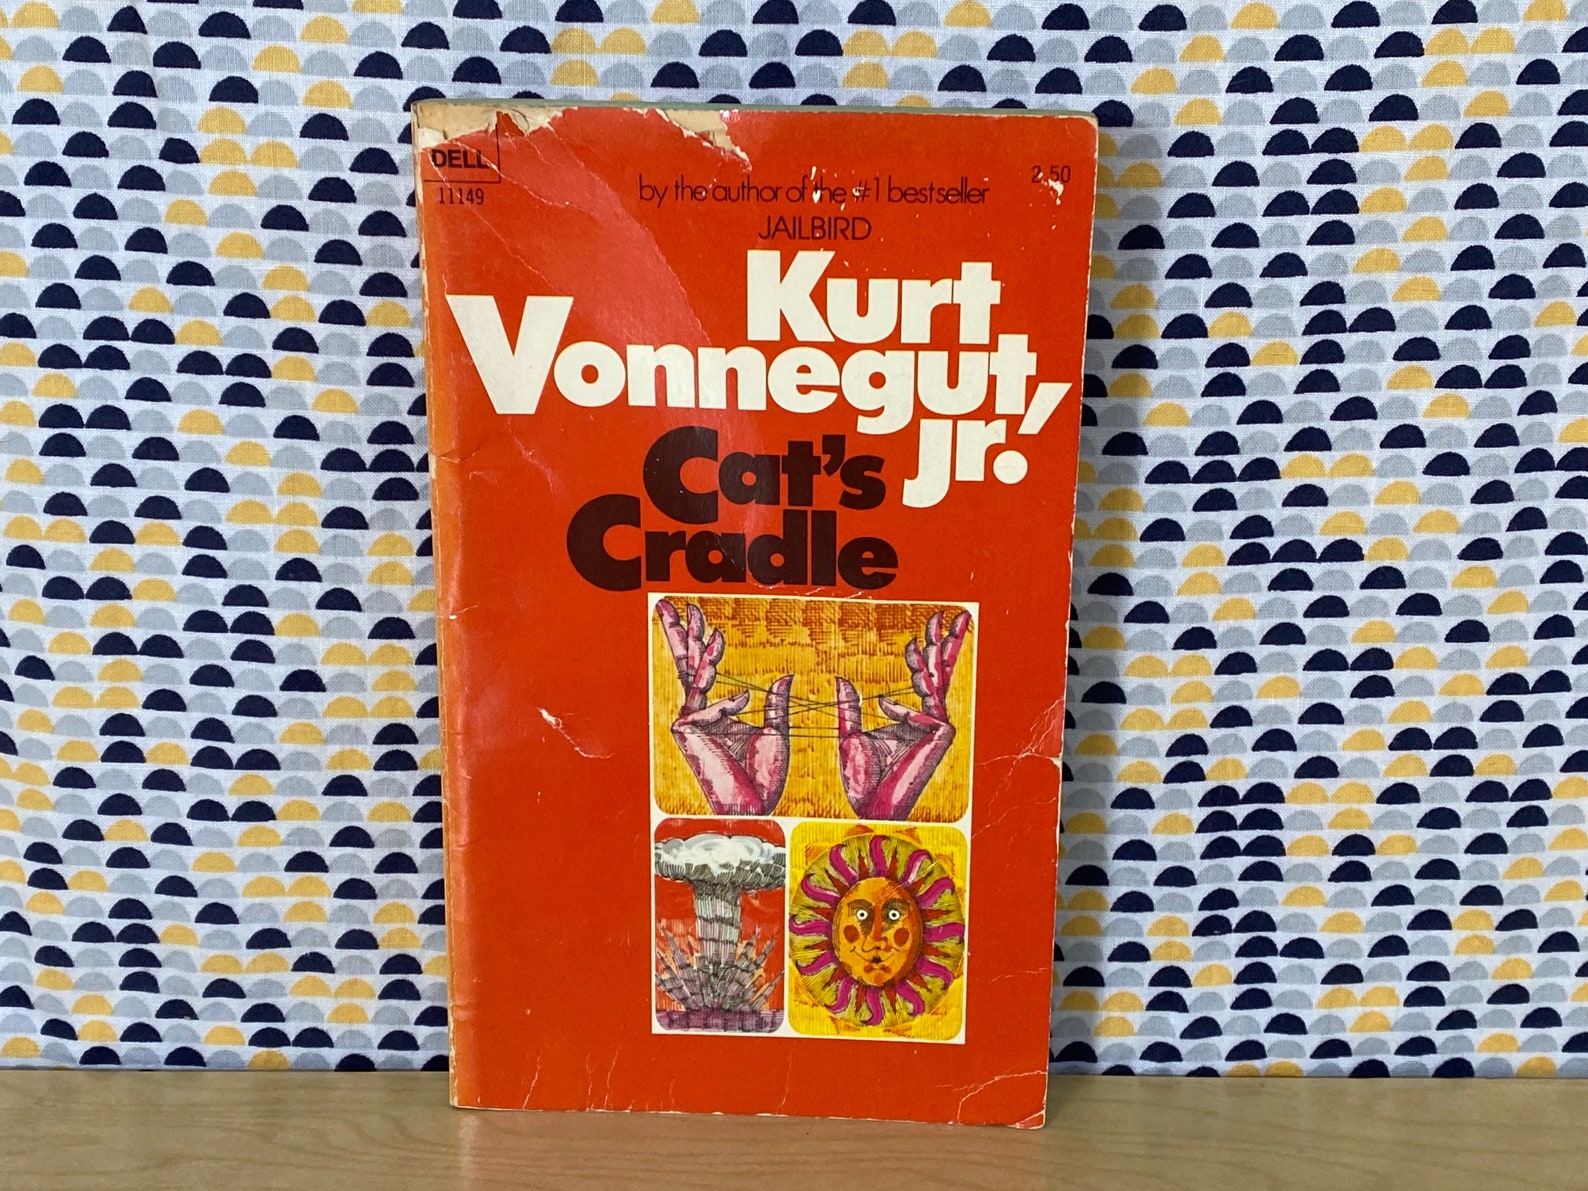 DELL
11149
by the author of the #1 bestseller
2.50
JAILBIRD
Kurt
Vonnegut,
jr.
Cat's
Cradle